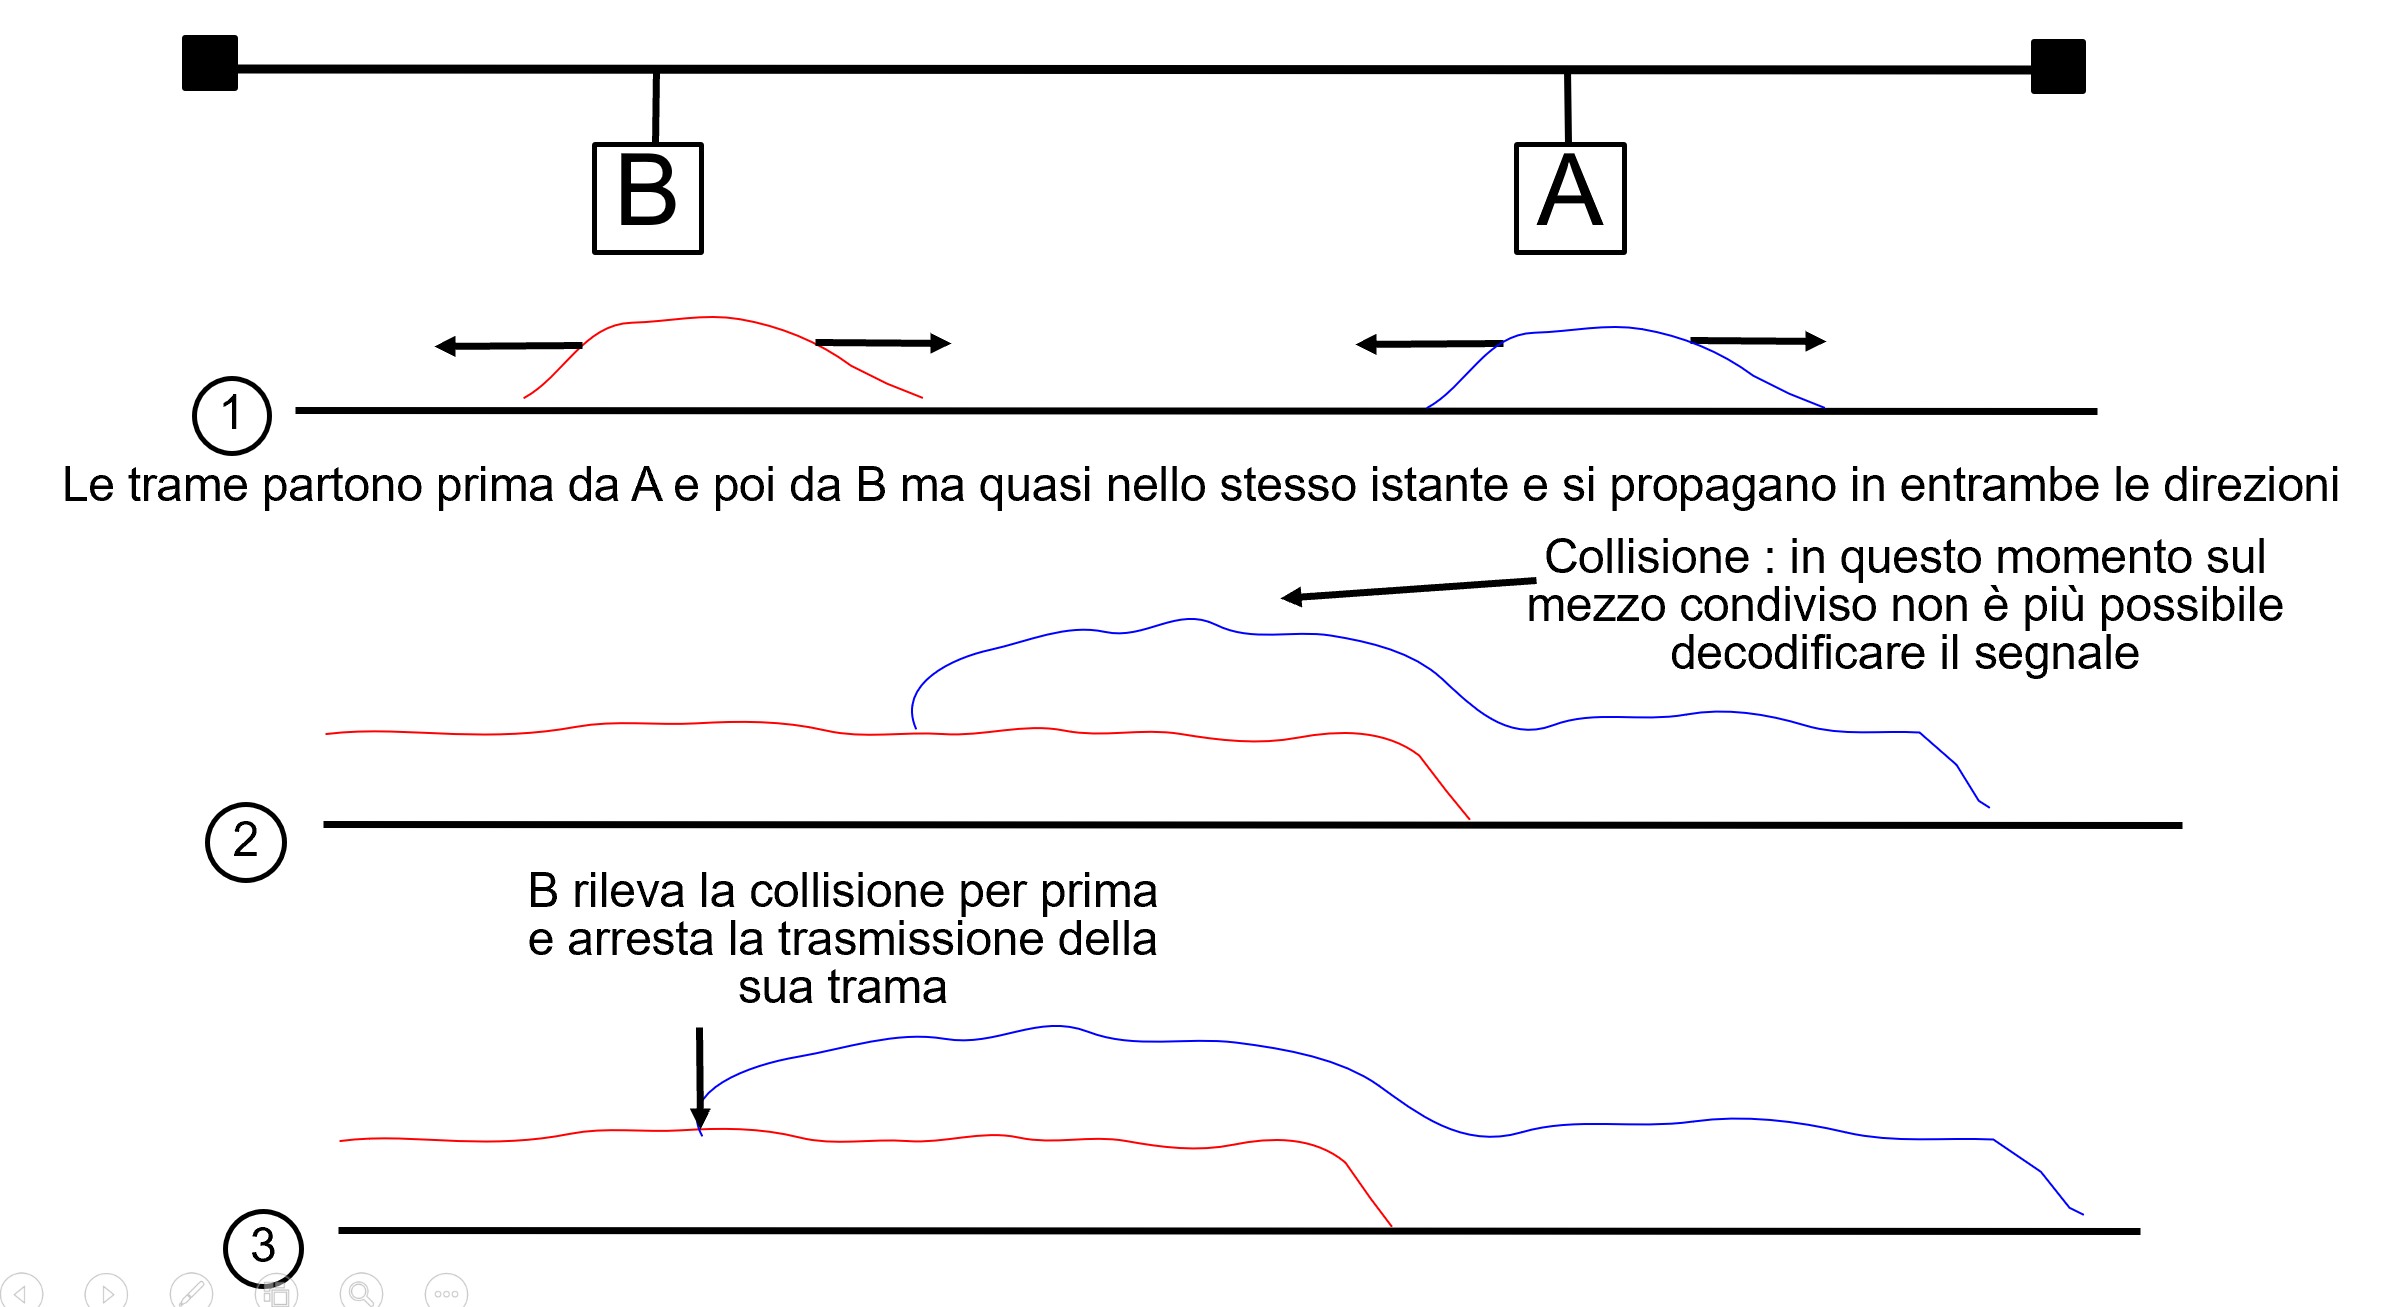 B
A
1
Le trame partono prima da A e poi da B ma quasi nello stesso istante e si propagano in entrambe le direzioni
Collisione : in questo momento sul
mezzo condiviso non è più possibile
decodificare il segnale
2
B rileva la collisione per prima
e arresta la trasmissione della
sua trama
3